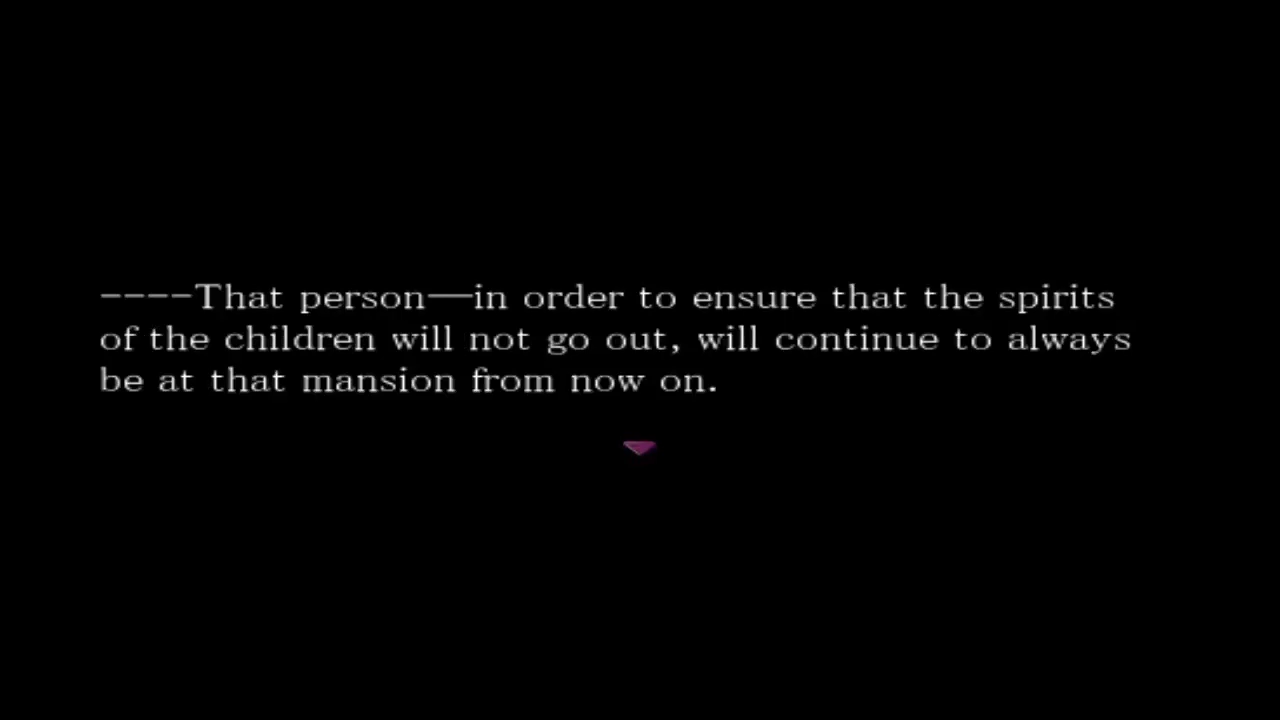 ----That person—in order to ensure that the spirits
of the children will not go out, will continue to always
be at that mansion from now on.